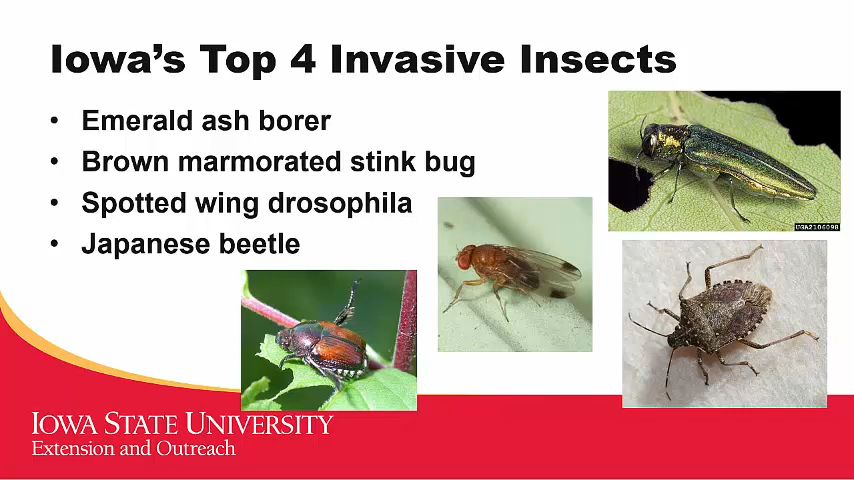 Iowa's Top 4 Invasive Insects
• Emerald ash borer
• Brown marmorated stink bug
• Spotted wing drosophila
• Japanese beetle
UGA2106098
IOWA STATE UNIVERSITY
Extension and Outreach